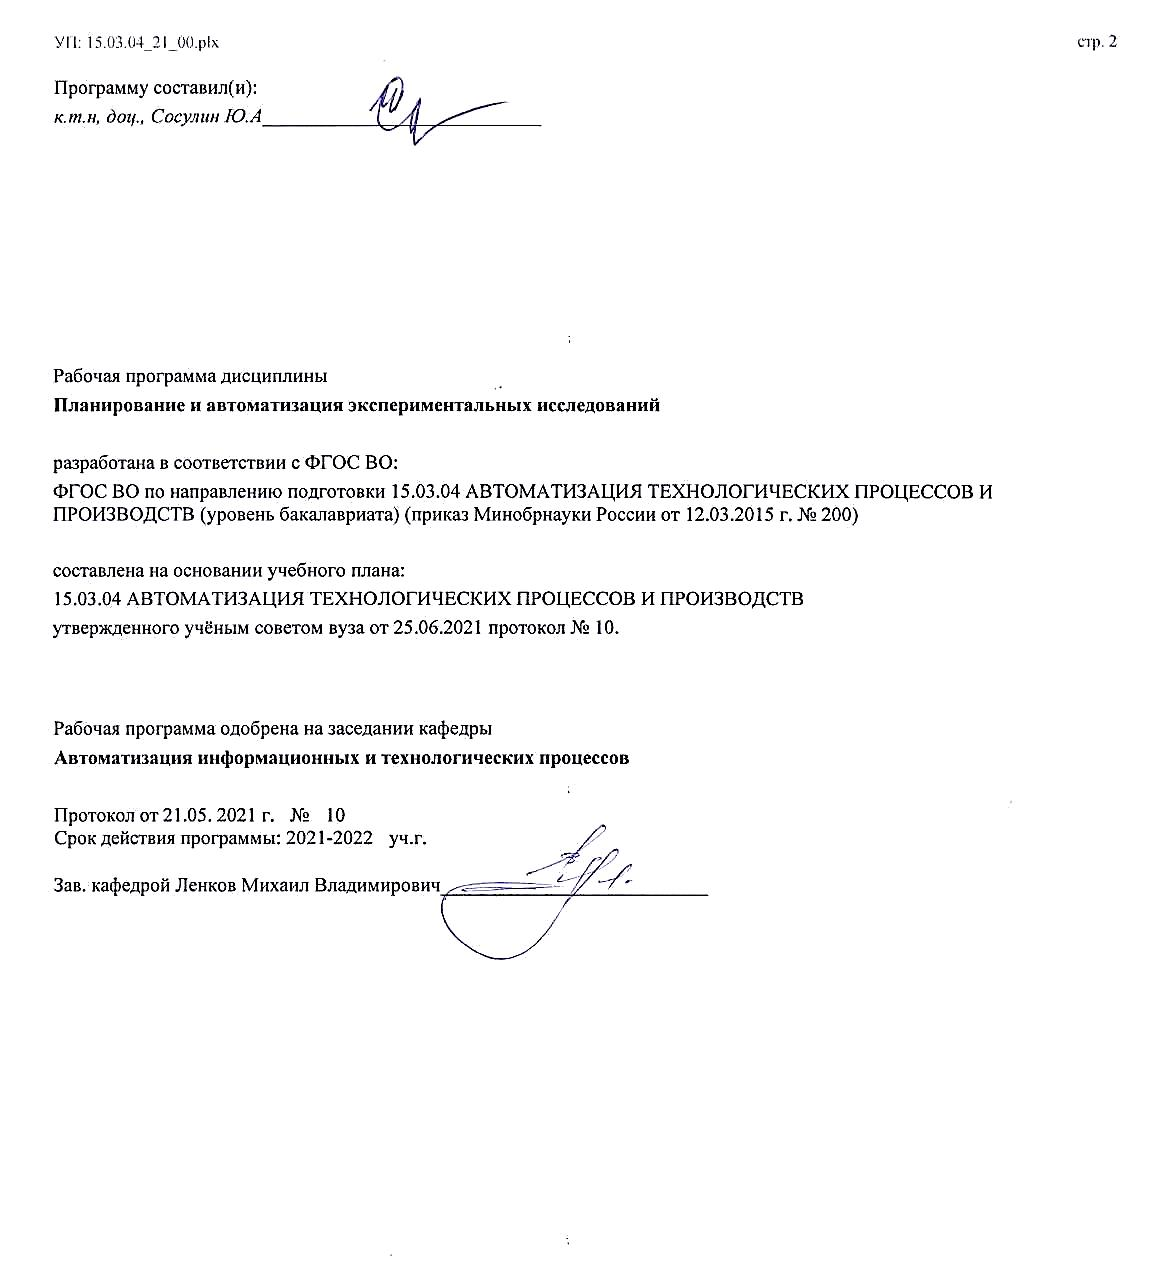 УП: 15.03.04_21_00.plx
стр. 2
Программу составил(и):
к.т.н, доц., Сосулин Ю.А
Рабочая программа дисциплины
Планирование и автоматизация экспериментальных исследований
разработана в соответствии с ФГОС ВО:
ФГОС ВО по направлению подготовки 15.03.04 АВТОМАТИЗАЦИЯ ТЕХНОЛОГИЧЕСКИХ ПРОЦЕССОВ И
ПРОИЗВОДСТВ (уровень бакалавриата) (приказ Минобрнауки России от 12.03.2015 г. № 200)
составлена на основании учебного плана:
15.03.04 АВТОМАТИЗАЦИЯ ТЕХНОЛОГИЧЕСКИХ ПРОЦЕССОВ И ПРОИЗВОДСТВ
утвержденного учёным советом вуза от 25.06.2021 протокол № 10.
Рабочая программа одобрена на заседании кафедры
Автоматизация информационных и технологических процессов
Протокол от 21.05. 2021 г. № 10
Срок действия программы: 2021-2022 уч.г.
Зав. кафедрой Ленков Михаил Владимирович